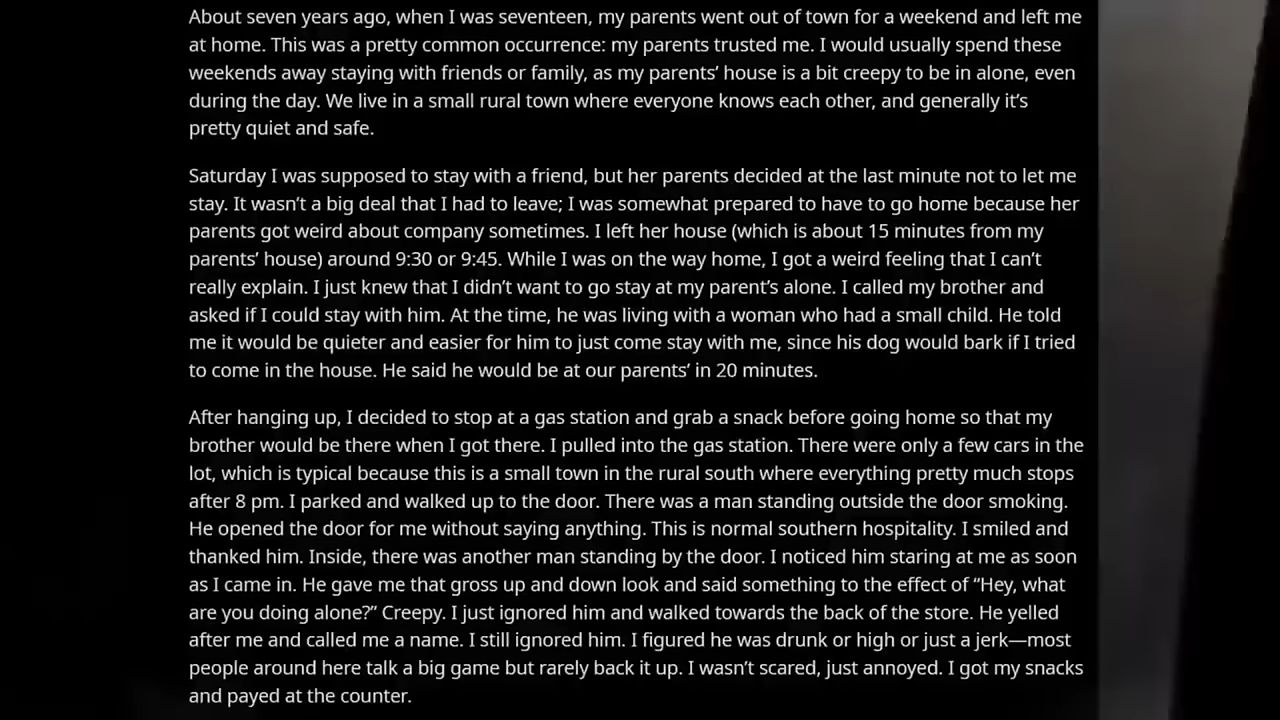 About seven years ago, when I was seventeen, my parents went out of town for a weekend and left me
at home. This was a pretty common occurrence: my parents trusted me. I would usually spend these
weekends away staying with friends or family, as my parents’ house is a bit creepy to be in alone, even
during the day. We live in a small rural town where everyone knows each other, and generally it’s
pretty quiet and safe.
Saturday I was supposed to stay with a friend, but her parents decided at the last minute not to let me
stay. It wasn’t a big deal that I had to leave; I was somewhat prepared to have to go home because her
parents got weird about company sometimes. I left her house (which is about 15 minutes from my
parents’ house) around 9:30 or 9:45. While I was on the way home, I got a weird feeling that I can’t
really explain. I just knew that I didn’t want to go stay at my parent’s alone. I called my brother and
asked if I could stay with him. At the time, he was living with a woman who had a small child. He told
me it would be quieter and easier for him to just come stay with me, since his dog would bark if I tried
to come in the house. He said he would be at our parents’ in 20 minutes.
After hanging up, I decided to stop at a gas station and grab a snack before going home so that my
brother would be there when I got there. I pulled into the gas station. There were only a few cars in the
lot, which is typical because this is a small town in the rural south where everything pretty much stops
after 8 pm. I parked and walked up to the door. There was a man standing outside the door smoking.
He opened the door for me without saying anything. This is normal southern hospitality. I smiled and
thanked him. Inside, there was another man standing by the door. I noticed him staring at me as soon
as I came in. He gave me that gross up and down look and said something to the effect of “Hey, what
are you doing alone?” Creepy. I just ignored him and walked towards the back of the store. He yelled
after me and called me a name. I still ignored him. I figured he was drunk or high or just a jerk—most
people around here talk a big game but rarely back it up. I wasn’t scared, just annoyed. I got my snacks
and payed at the counter.